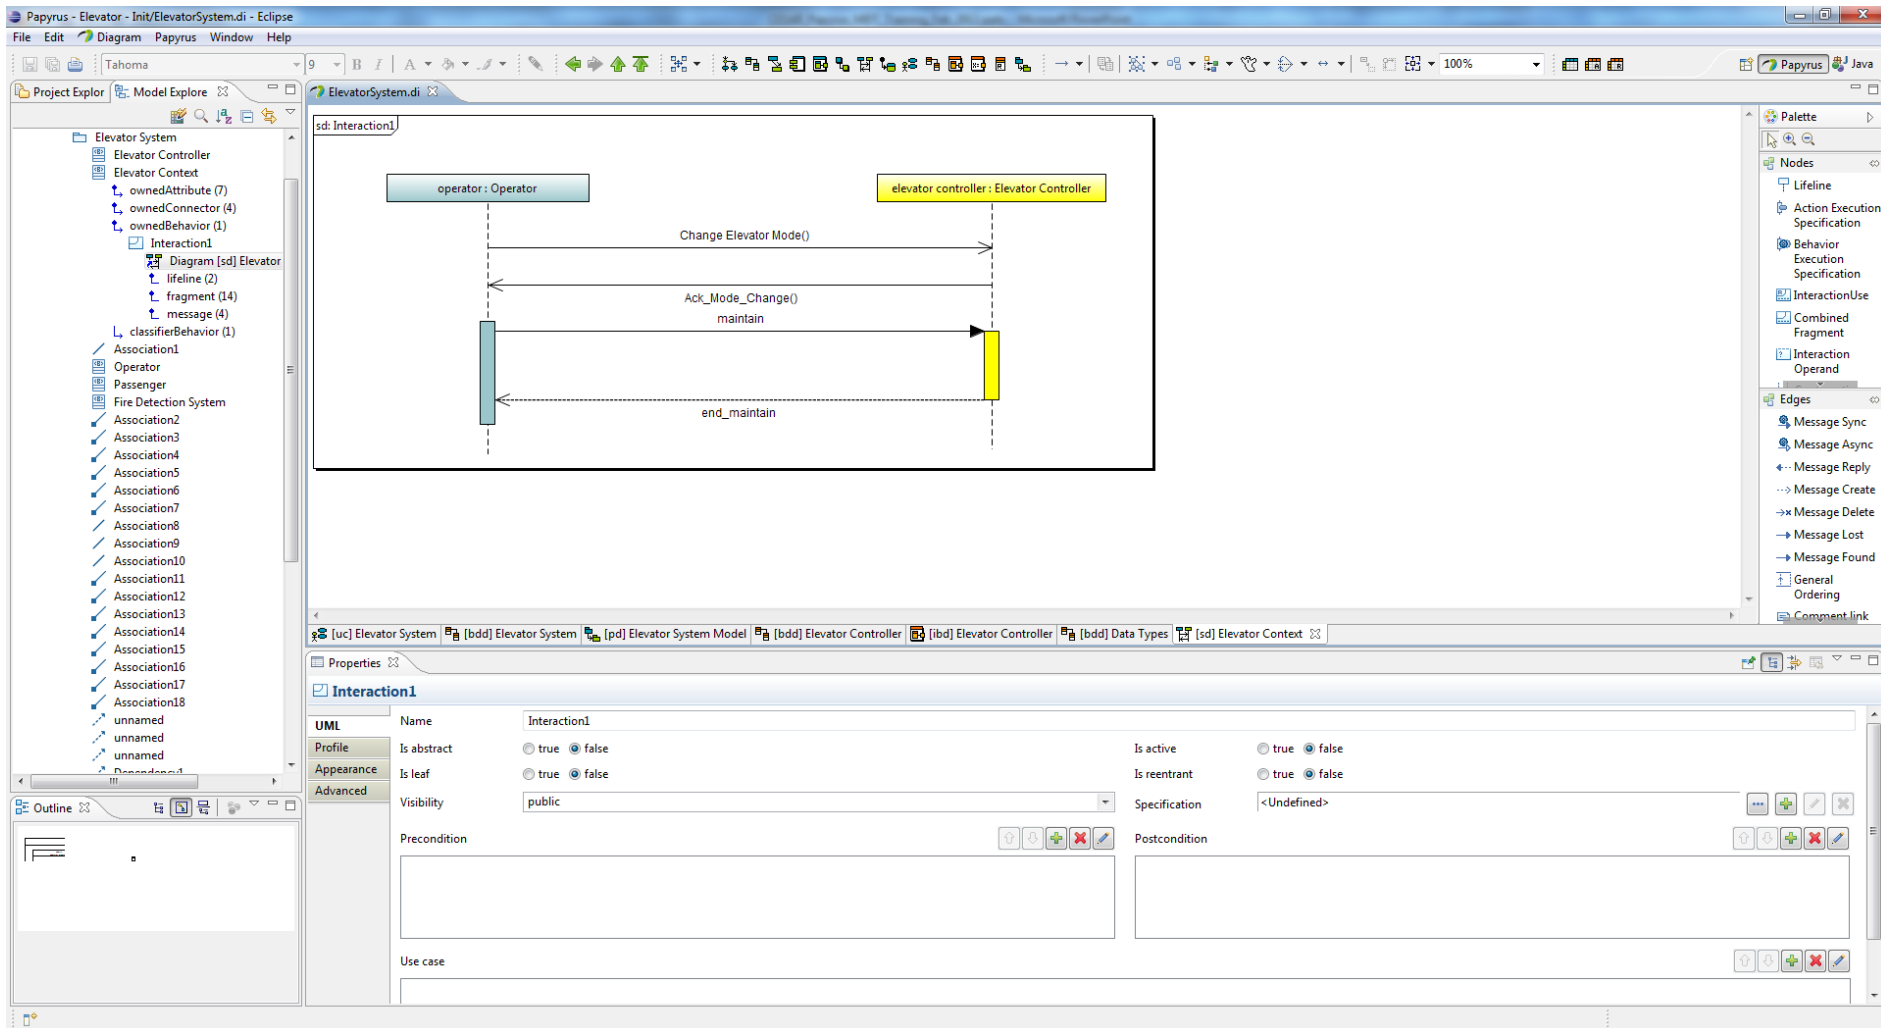 Papyrus - Elevator - Init/ElevatorSystem.di - Eclipse
File Edit Diagram Papyrus Window Help
Tahoma 9 B I A 100% Papyrus Java
Project Explor Model Explore
Elevator System
Elevator Controller
Elevator Context
ownedAttribute (7)
ownedConnector (4)
ownedBehavior (1)
Interaction1
Diagram [sd] Elevator
lifeline (2)
fragment (14)
message (4)
classifierBehavior (1)
Association1
Operator
Passenger
Fire Detection System
Association2
Association3
Association4
Association5
Association6
Association7
Association8
Association9
Association10
Association11
Association12
Association13
Association14
Association15
Association16
Association17
Association18
unnamed
unnamed
unnamed
Dependency1
Outline
ElevatorSystem.di
sd: Interaction1
operator : Operator
elevator controller : Elevator Controller
Change Elevator Mode()
Ack_Mode_Change()
maintain
end_maintain
Palette
Nodes
Lifeline
Action Execution
Specification
Behavior
Execution
Specification
InteractionUse
Combined
Fragment
Interaction
Operand
Edges
Message Sync
Message Async
Message Reply
Message Create
Message Delete
Message Lost
Message Found
General
Ordering
Comment link
[uc] Elevator System [bdd] Elevator System [pd] Elevator System Model [bdd] Elevator Controller [ibd] Elevator Controller [bdd] Data Types [sd] Elevator Context
Properties
Interaction1
UML
Profile
Appearance
Advanced
Name Interaction1
Is abstract true false Is active true false
Is leaf true false Is reentrant true false
Visibility public Specification <Undefined>
Precondition Postcondition
Use case